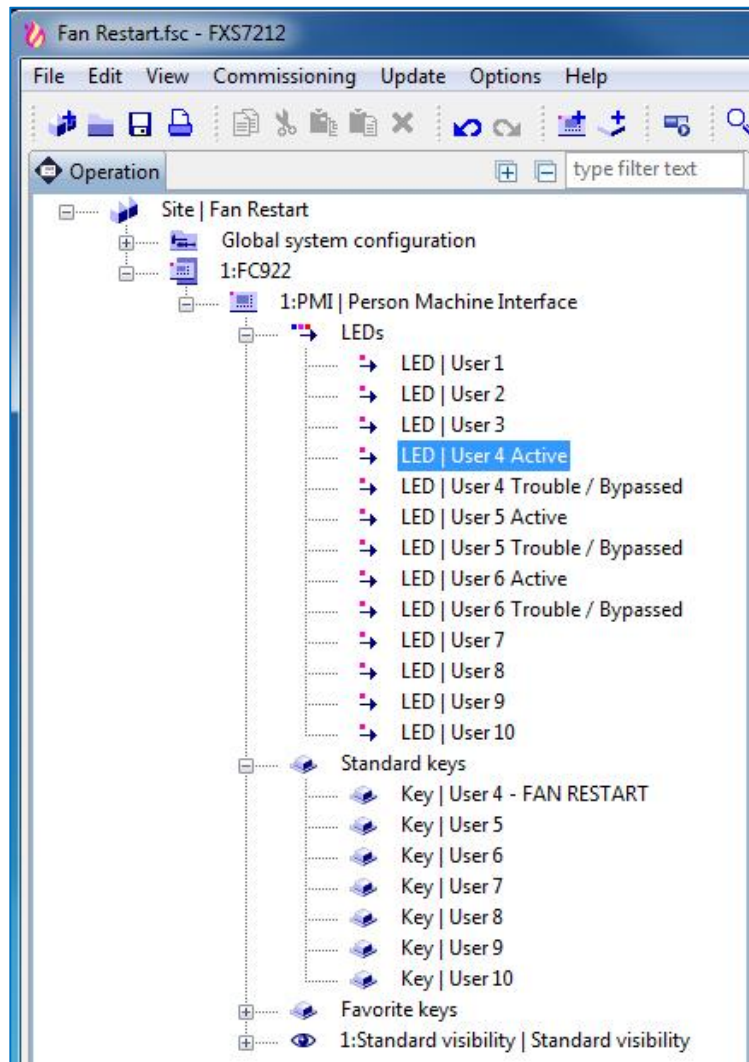 Fan Restart.fsc - FXS7212
File Edit View Commissioning Update Options Help
Operation type filter text
Site | Fan Restart
Global system configuration
1:FC922
1:PMI | Person Machine Interface
LEDs
LED | User 1
LED | User 2
LED | User 3
LED | User 4 Active
LED | User 4 Trouble / Bypassed
LED | User 5 Active
LED | User 5 Trouble / Bypassed
LED | User 6 Active
LED | User 6 Trouble / Bypassed
LED | User 7
LED | User 8
LED | User 9
LED | User 10
Standard keys
Key | User 4 - FAN RESTART
Key | User 5
Key | User 6
Key | User 7
Key | User 8
Key | User 9
Key | User 10
Favorite keys
1:Standard visibility | Standard visibility